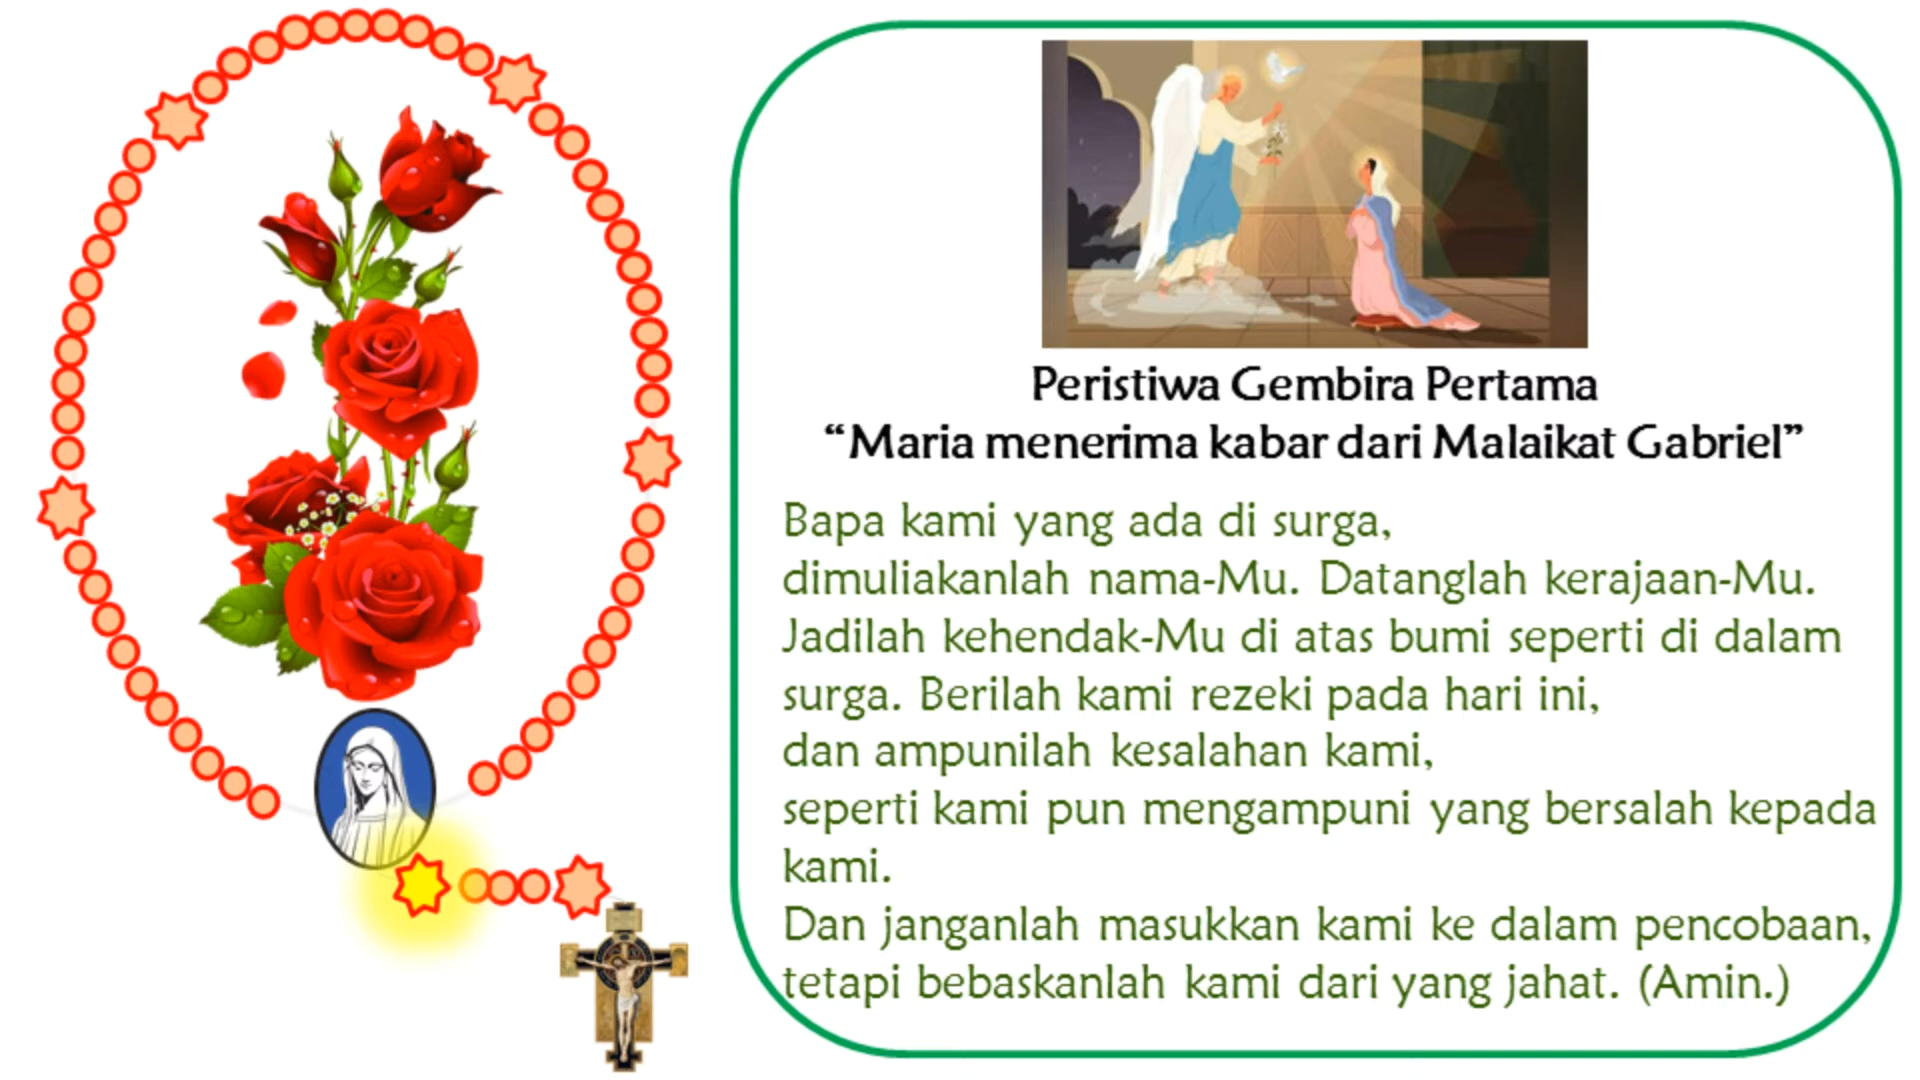 Peristiwa Gembira Pertama
“Maria menerima kabar dari Malaikat Gabriel”
Bapa kami yang ada di surga,
dimuliakanlah nama-Mu. Datanglah kerajaan-Mu.
Jadilah kehendak-Mu di atas bumi seperti di dalam
surga. Berilah kami rezeki pada hari ini,
dan ampunilah kesalahan kami,
seperti kami pun mengampuni yang bersalah kepada
kami.
Dan janganlah masukkan kami ke dalam pencobaan,
tetapi bebaskanlah kami dari yang jahat. (Amin.)